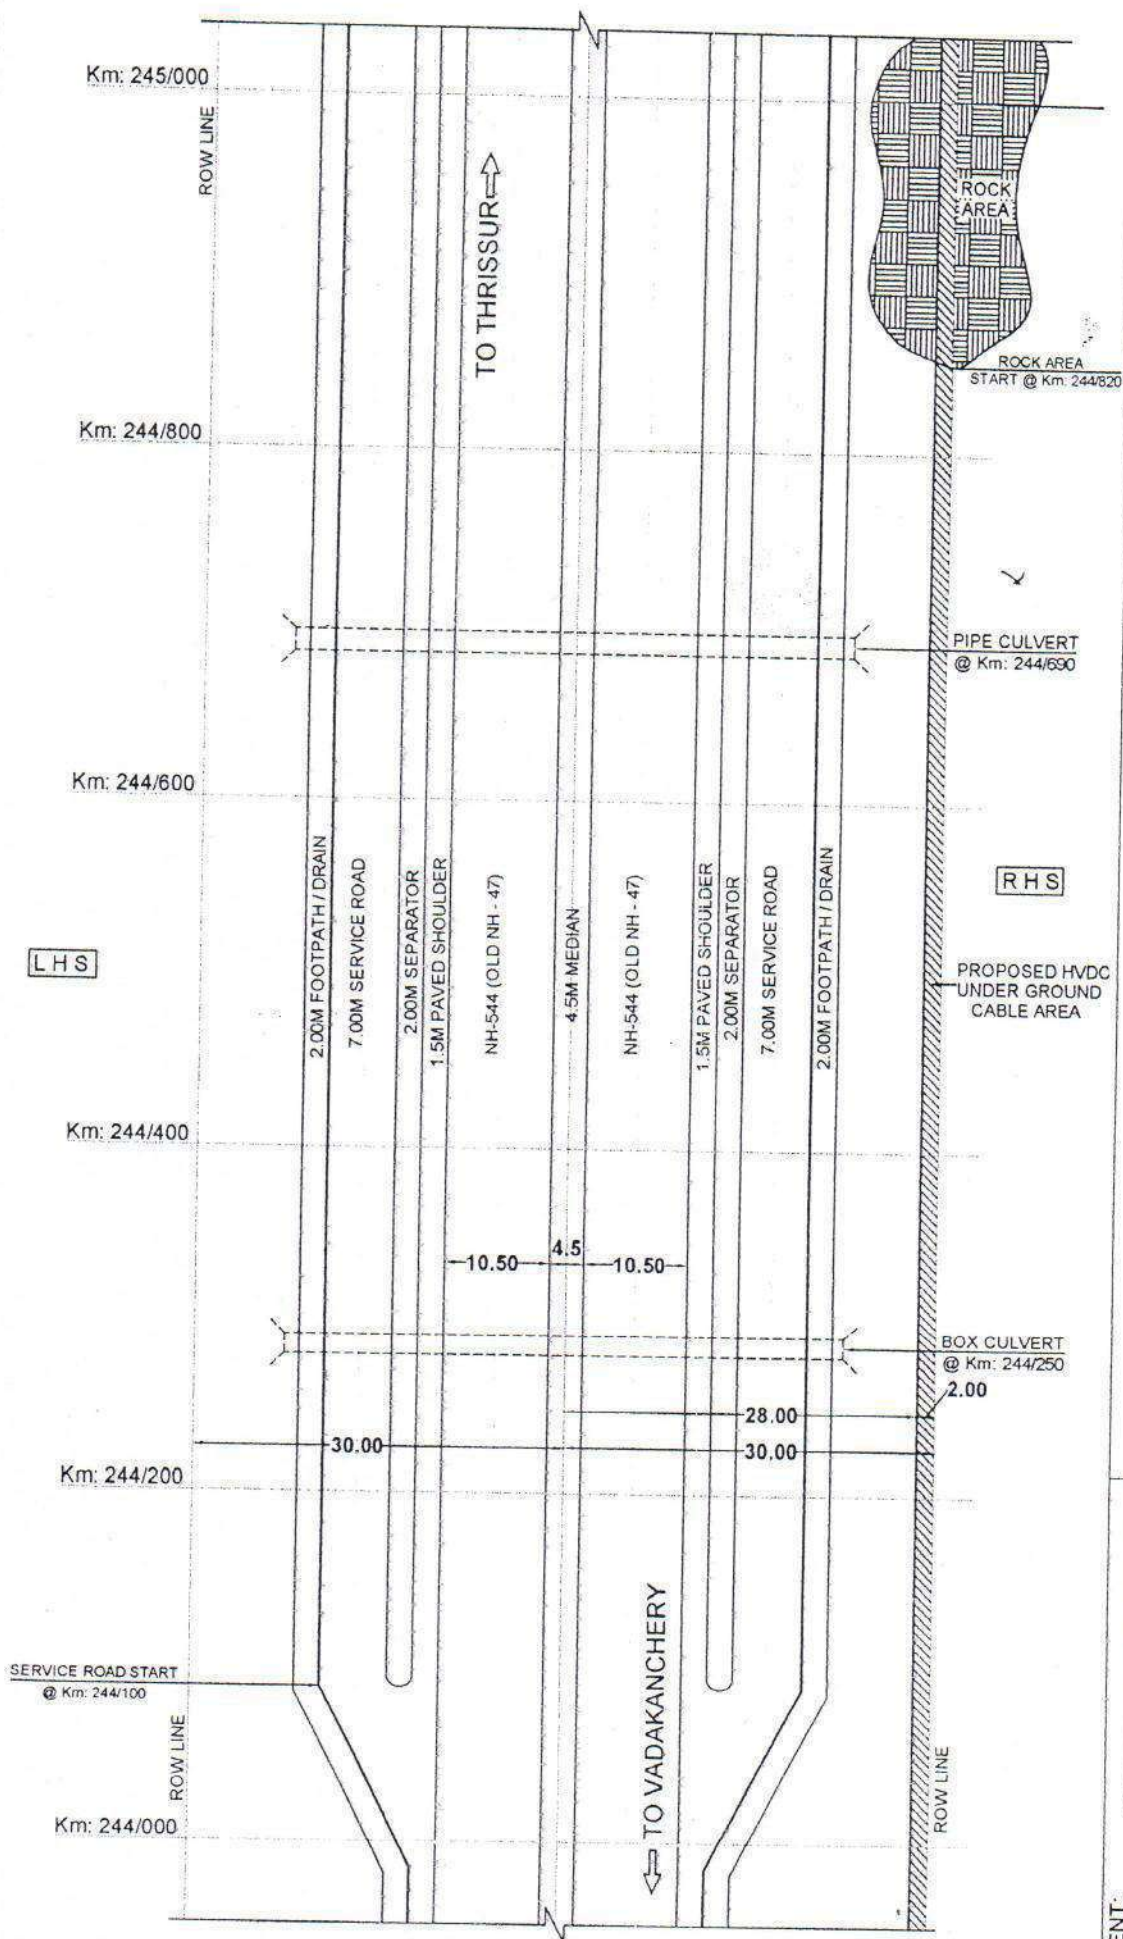 Km: 245/000
ROW LINE
TO THRISSUR
ROCK
AREA
ROCK AREA
START @ Km: 244/820
Km: 244/800
PIPE CULVERT
@ Km: 244/690
Km: 244/600
LHS
2.00M FOOTPATH / DRAIN
7.00M SERVICE ROAD
2.00M SEPARATOR
1.5M PAVED SHOULDER
NH-544 (OLD NH - 47)
4.5M MEDIAN
NH-544 (OLD NH - 47)
1.5M PAVED SHOULDER
2.00M SEPARATOR
7.00M SERVICE ROAD
2.00M FOOTPATH / DRAIN
RHS
PROPOSED HVDC
UNDER GROUND
CABLE AREA
Km: 244/400
10.50
4.5
10.50
BOX CULVERT
@ Km: 244/250
2.00
28.00
30.00
30.00
Km: 244/200
SERVICE ROAD START
@ Km: 244/100
ROW LINE
TO VADAKANCHERY
ROW LINE
Km: 244/000